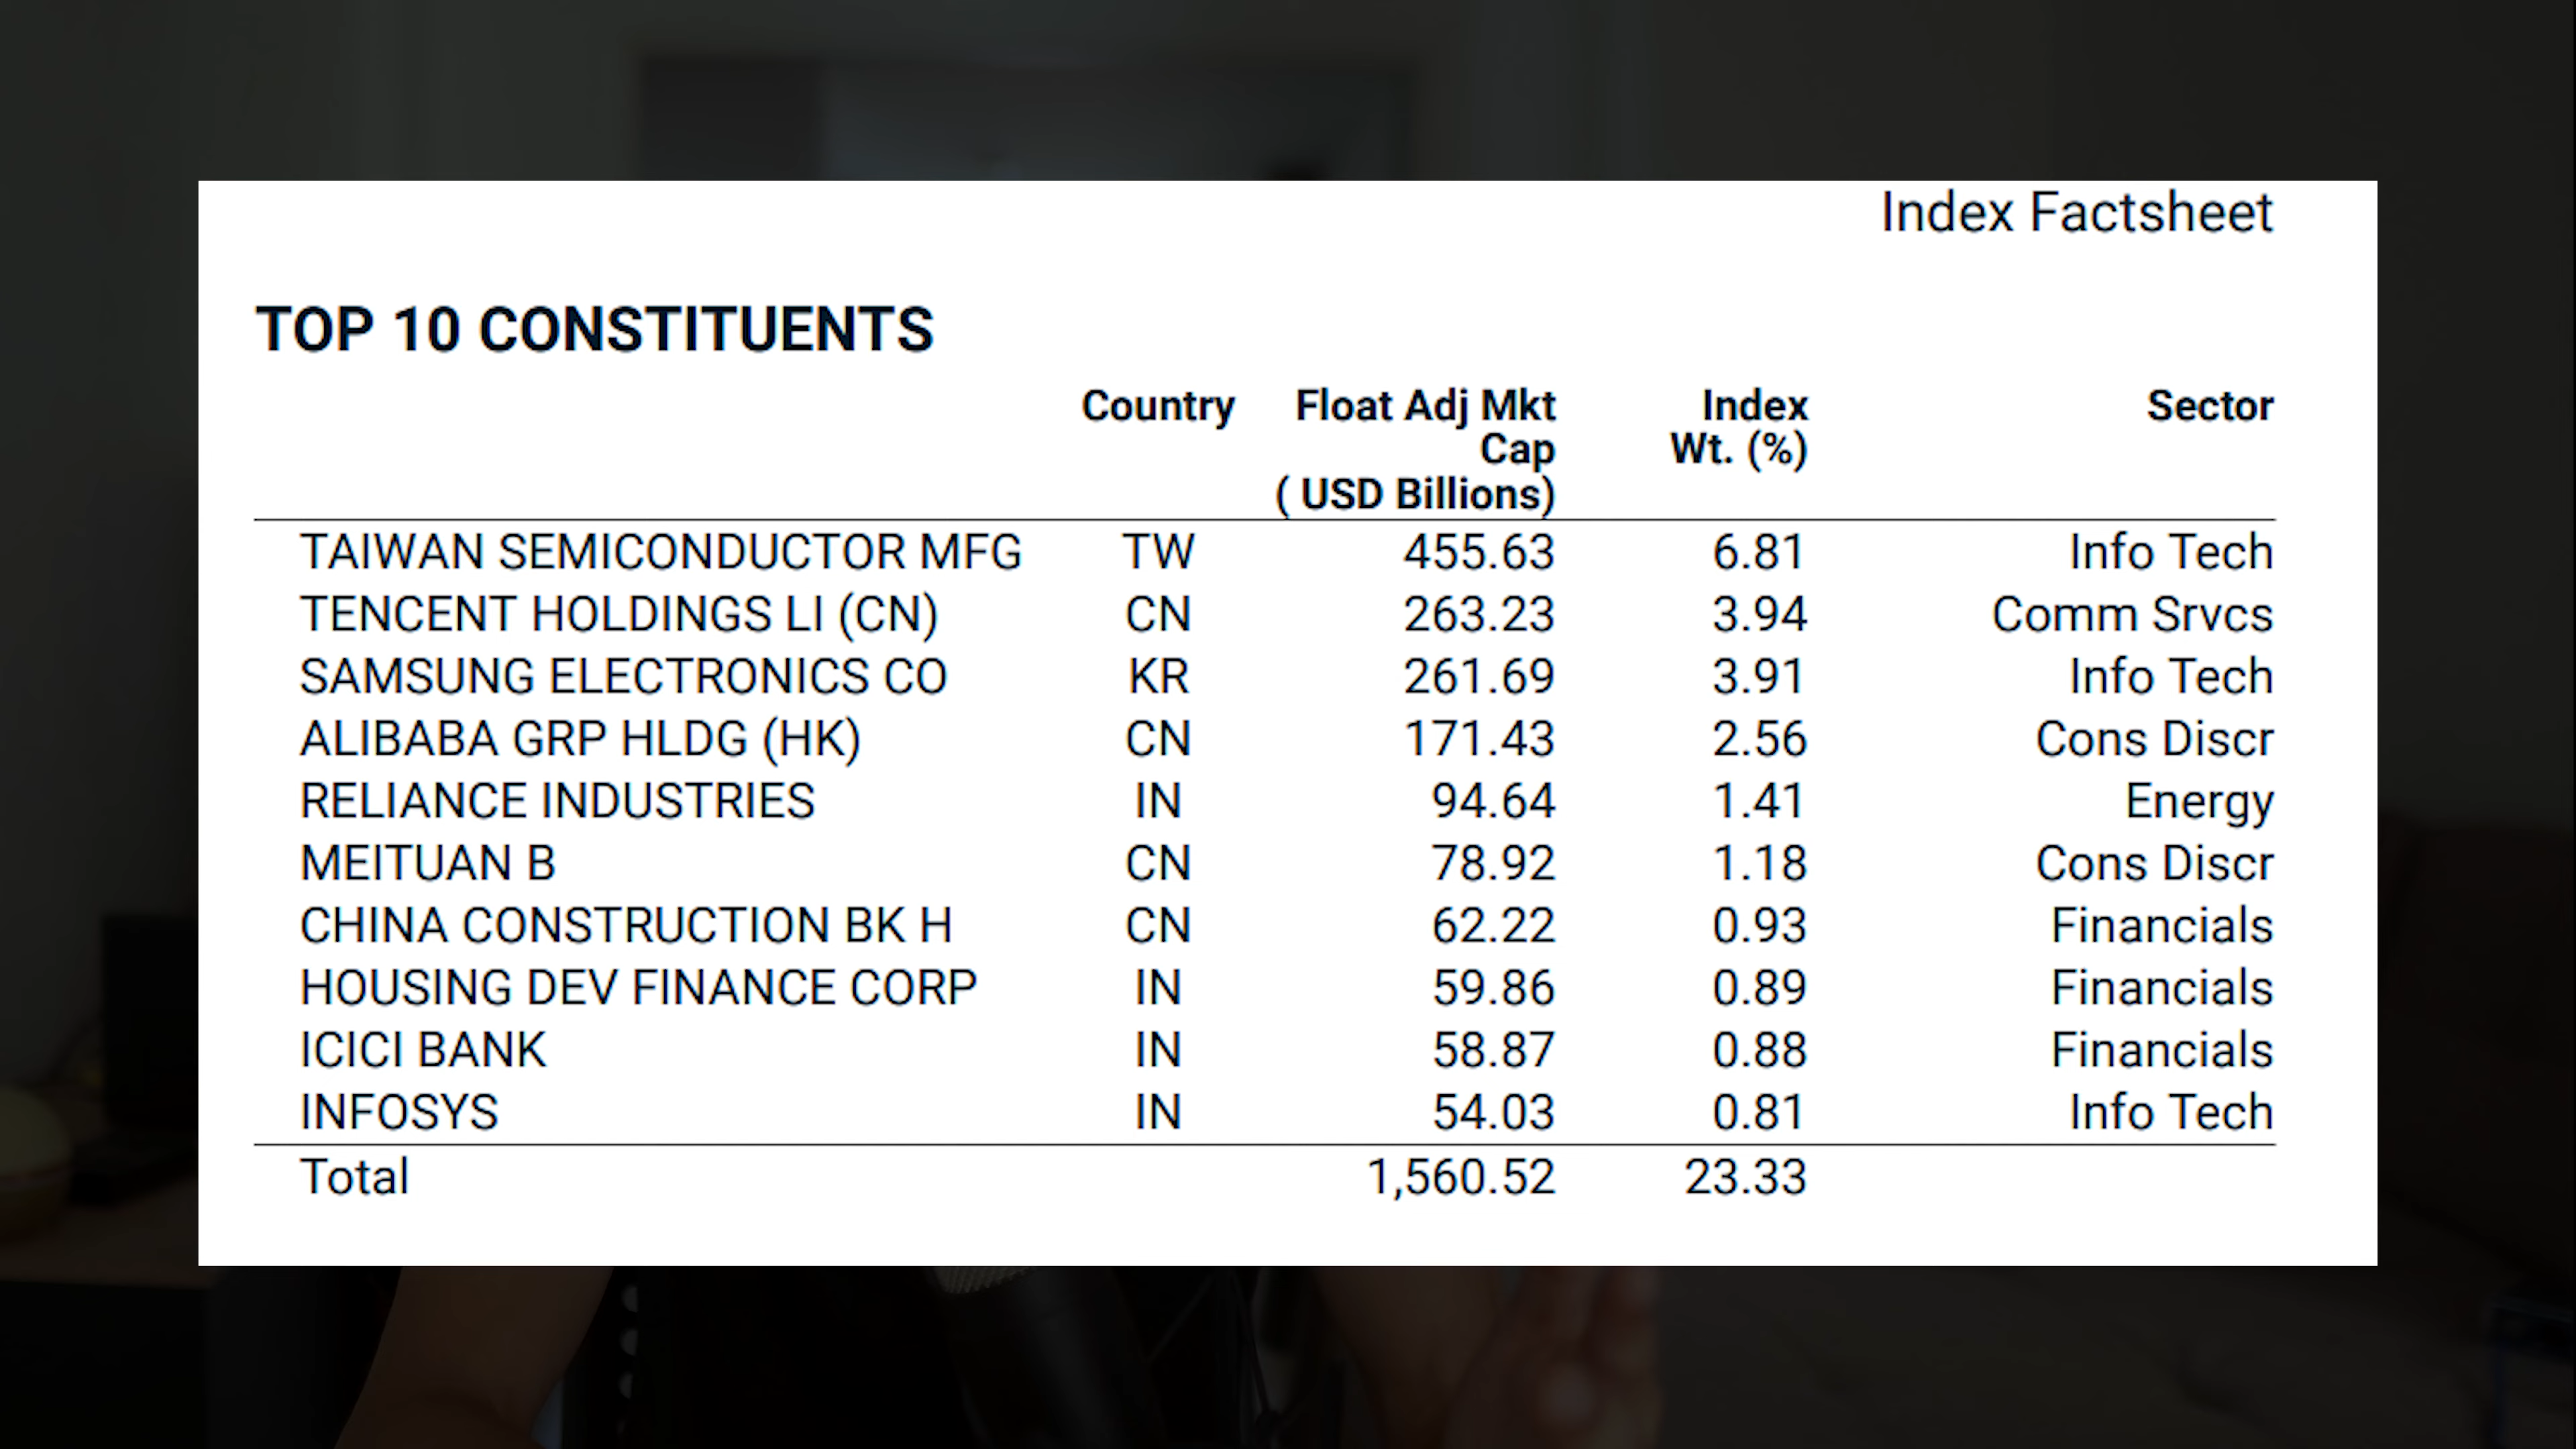 Index Factsheet
TOP 10 CONSTITUENTS
Country Float Adj Mkt Index Sector
Cap Wt. (%)
( USD Billions)
TAIWAN SEMICONDUCTOR MFG TW 455.63 6.81 Info Tech
TENCENT HOLDINGS LI (CN) CN 263.23 3.94 Comm Srvcs
SAMSUNG ELECTRONICS CO KR 261.69 3.91 Info Tech
ALIBABA GRP HLDG (HK) CN 171.43 2.56 Cons Discr
RELIANCE INDUSTRIES IN 94.64 1.41 Energy
MEITUAN B CN 78.92 1.18 Cons Discr
CHINA CONSTRUCTION BK H CN 62.22 0.93 Financials
HOUSING DEV FINANCE CORP IN 59.86 0.89 Financials
ICICI BANK IN 58.87 0.88 Financials
INFOSYS IN 54.03 0.81 Info Tech
Total 1,560.52 23.33